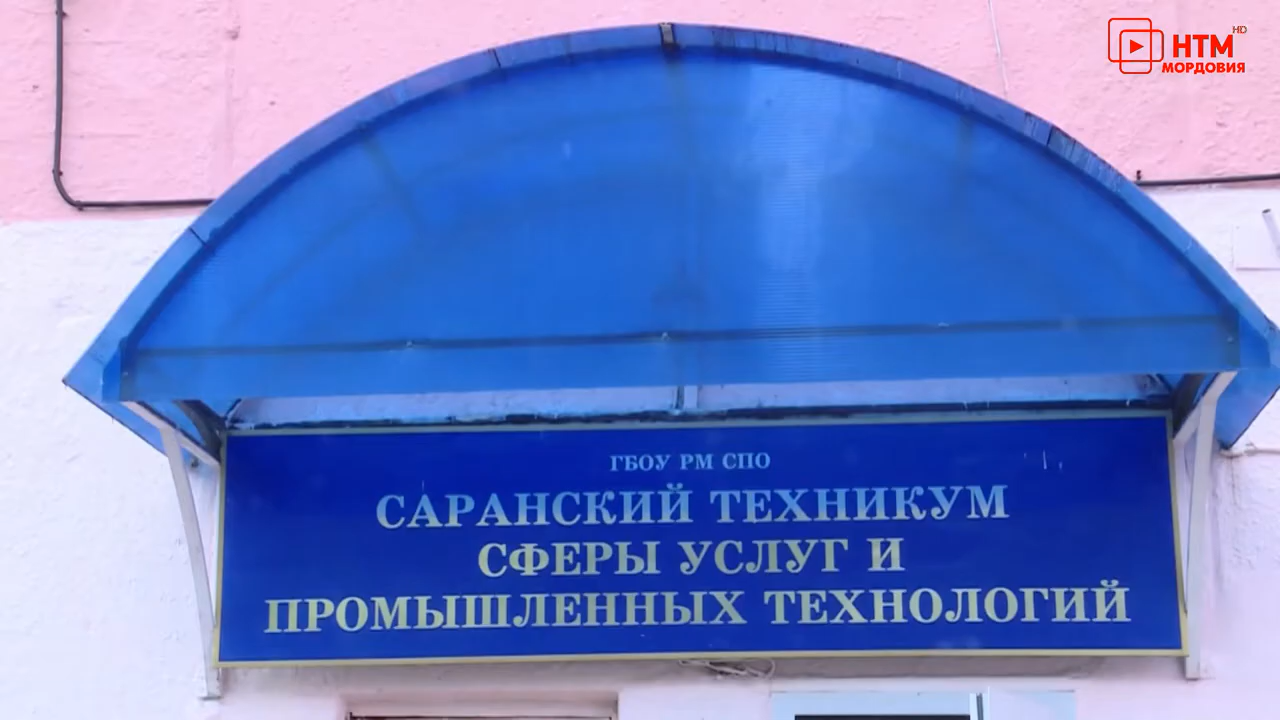 НТМ HD
МОРДОВИЯ
ГБОУ РМ СПО
САРАНСКИЙ ТЕХНИКУМ
СФЕРЫ УСЛУГ И
ПРОМЫШЛЕННЫХ ТЕХНОЛОГИЙ